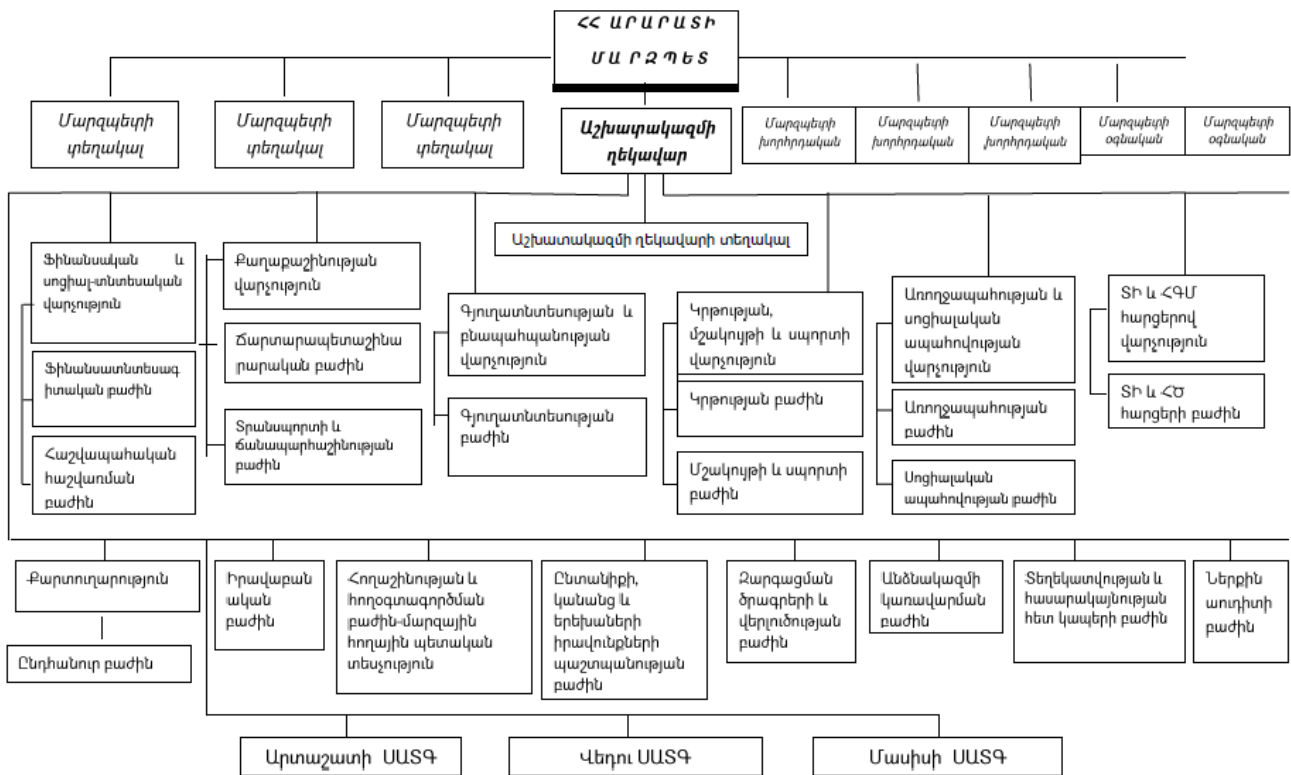 ՀՀ ԱՐԱՐԱՏԻ
ՄԱՐԶՊԵՏ
Մարզպետի
տեղակալ
Մարզպետի
տեղակալ
Մարզպետի
տեղակալ
Աշխատակազմի
ղեկավար
Մարզպետի
խորհրդական
Մարզպետի
խորհրդական
Մարզպետի
խորհրդական
Մարզպետի
օգնական
Մարզպետի
օգնական
Աշխատակազմի ղեկավարի տեղակալ
Ֆինանսական և
սոցիալ-տնտեսական
վարչություն
Ֆինանսատնտեսագ
իտական բաժին
Հաշվապահական
հաշվառման
բաժին
Քաղաքաշինության
վարչություն
Ճարտարապետաշինա
րարական բաժին
Տրանսպորտի և
ճանապարհաշինության
բաժին
Գյուղատնտեսության և
բնապահպանության
վարչություն
Գյուղատնտեսության
բաժին
Կրթության,
մշակույթի և սպորտի
վարչություն
Կրթության բաժին
Մշակույթի և սպորտի
բաժին
Առողջապահության և
սոցիալական
ապահովության
վարչություն
Առողջապահության
բաժին
Սոցիալական
ապահովության բաժին
ՏԻ և ՀԳՄ
հարցերով
վարչություն
ՏԻ և ՀԾ
հարցերի բաժին
Քարտուղարություն
Ընդհանուր բաժին
Իրավաբան
ական
բաժին
Հողաշինության և
հողօգտագործման
բաժին-մարզային
հողային պետական
տեսչություն
Ընտանիքի,
կանանց և
երեխաների
իրավունքների
պաշտպանության
բաժին
Զարգացման
ծրագրերի և
վերլուծության
բաժին
Անձնակազմի
կառավարման
բաժին
Տեղեկատվության և
հասարակայնության
հետ կապերի բաժին
Ներքին
աուդիտի
բաժին
Արտաշատի ՍԱՏԳ
Վեդու ՍԱՏԳ
Մասիսի ՍԱՏԳ